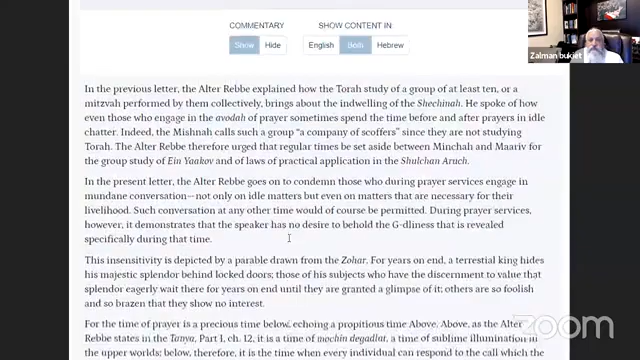 COMMENTARY SHOW CONTENT IN:
Show Hide English Both Hebrew
Zalman bukiet
In the previous letter, the Alter Rebbe explained how the Torah study of a group of at least ten, or a
mitzvah performed by them collectively, brings about the indwelling of the Shechinah. He spoke of how
even those who engage in the avodah of prayer sometimes spend the time before and after prayers in idle
chatter. Indeed, the Mishnah calls such a group “a company of scoffers” since they are not studying
Torah. The Alter Rebbe therefore urged that regular times be set aside between Minchah and Maariv for
the group study of Ein Yaakov and of laws of practical application in the Shulchan Aruch.
In the present letter, the Alter Rebbe goes on to condemn those who during prayer services engage in
mundane conversation—not only on idle matters but even on matters that are necessary for their
livelihood. Such conversation at any other time would of course be permitted. During prayer services,
however, it demonstrates that the speaker has no desire to behold the G-dliness that is revealed
specifically during that time.
This insensitivity is depicted by a parable drawn from the Zohar. For years on end, a terrestial king hides
his majestic splendor behind locked doors; those of his subjects who have the discernment to value that
splendor eagerly wait there for years on end until they are granted a glimpse of it; others are so foolish
and so brazen that they show no interest.
For the time of prayer is a precious time below, echoing a propitious time Above. Above, as the Alter
Rebbe states in the Tanya, Part I, ch. 12, it is a time of mochin degadlut, a time of sublime illumination in
the upper worlds; below, therefore, it is the time when every individual can respond to the call which the
zoom